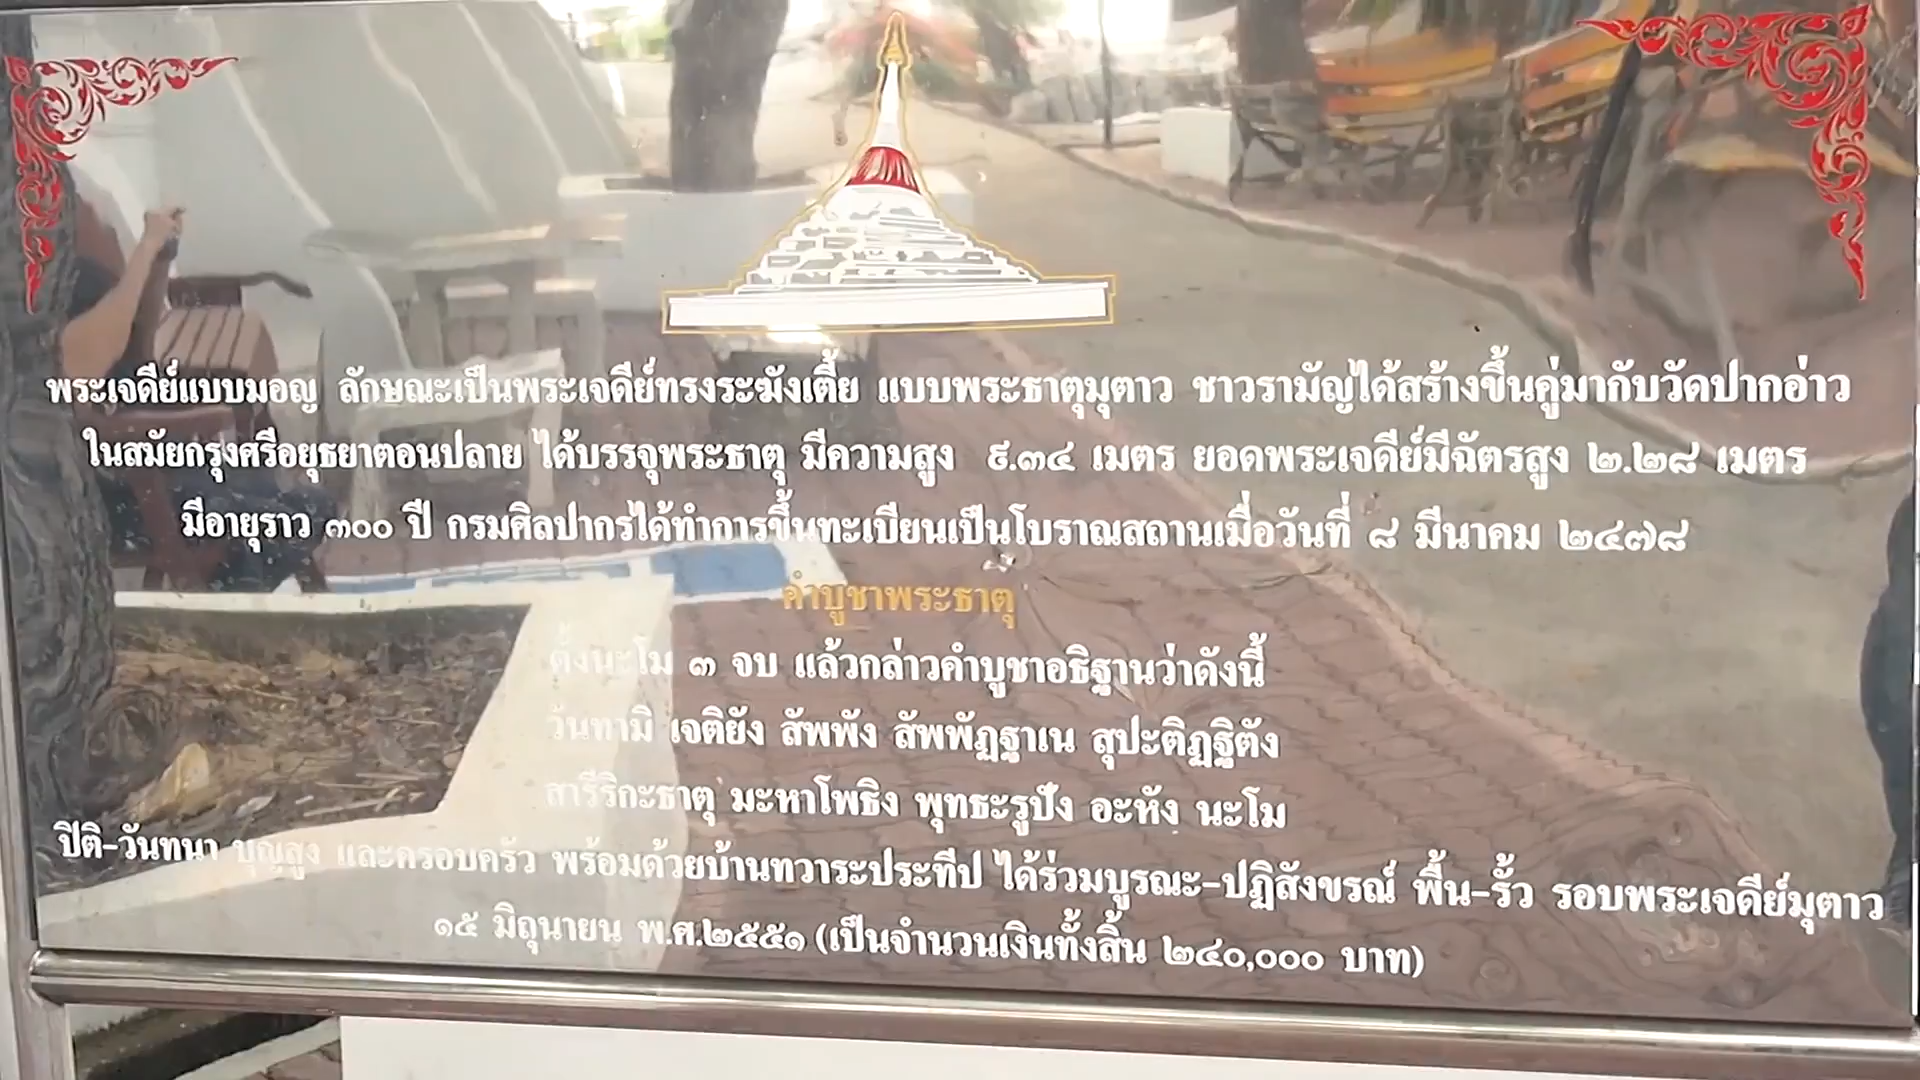 พระเจดีย์แบบมอญ ลักษณะเป็นพระเจดีย์ทรงระฆังเตี้ย แบบพระธาตุมุตาว ชาวรามัญได้สร้างขึ้นคู่มากับวัดปากอ่าว
ในสมัยกรุงศรีอยุธยาตอนปลาย ได้บรรจุพระธาตุ มีความสูง ๙.๓๔ เมตร ยอดพระเจดีย์มีฉัตรสูง ๒.๒๘ เมตร
มีอายุราว ๓๐๐ ปี กรมศิลปากรได้ทำการขึ้นทะเบียนเป็นโบราณสถานเมื่อวันที่ ๘ มีนาคม ๒๔๗๘
คำบูชาพระธาตุ
ตั้งนะโม ๓ จบ แล้วกล่าวคำบูชาอธิฐานว่าดังนี้
วันทามิ เจติยัง สัพพัง สัพพัฏฐาเน สุปะติฏฐิตัง
สารีริกะธาตุ มะหาโพธิง พุทธะรูปัง อะหัง นะโม
ปิติ-วันทนา บุญสูง และครอบครัว พร้อมด้วยบ้านทวาระประทีป ได้ร่วมบูรณะ-ปฏิสังขรณ์ พื้น-รั้ว รอบพระเจดีย์มุตาว
๑๕ มิถุนายน พ.ศ.๒๕๕๑ (เป็นจำนวนเงินทั้งสิ้น ๒๔๐,๐๐๐ บาท)